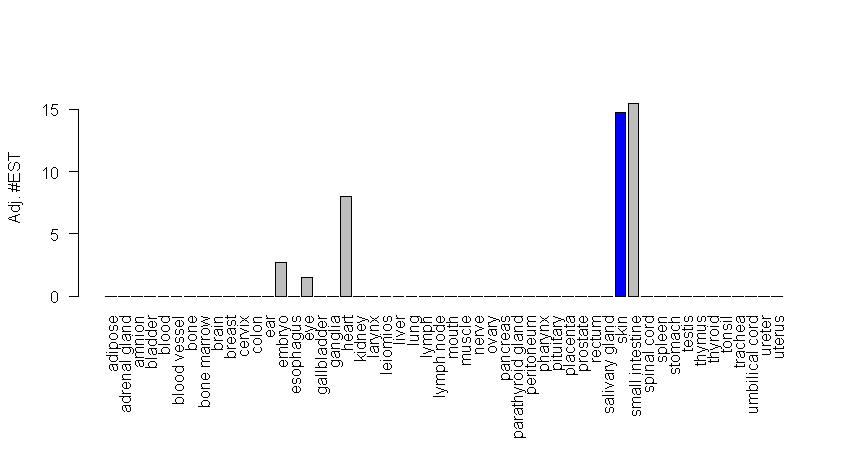 Adj. #EST
15
10
5
0
adipose
adrenal gland
amnion
bladder
blood
blood vessel
bone
bone marrow
brain
breast
cervix
colon
ear
embryo
esophagus
eye
gallbladder
ganglia
heart
kidney
larynx
leiomios
liver
lung
lymph
lymph node
mouth
muscle
nerve
ovary
pancreas
parathyroid gland
peritoneum
pharynx
pituitary
placenta
prostate
rectum
salivary gland
skin
small intestine
spinal cord
spleen
stomach
testis
thymus
thyroid
tonsil
trachea
umbilical cord
ureter
uterus